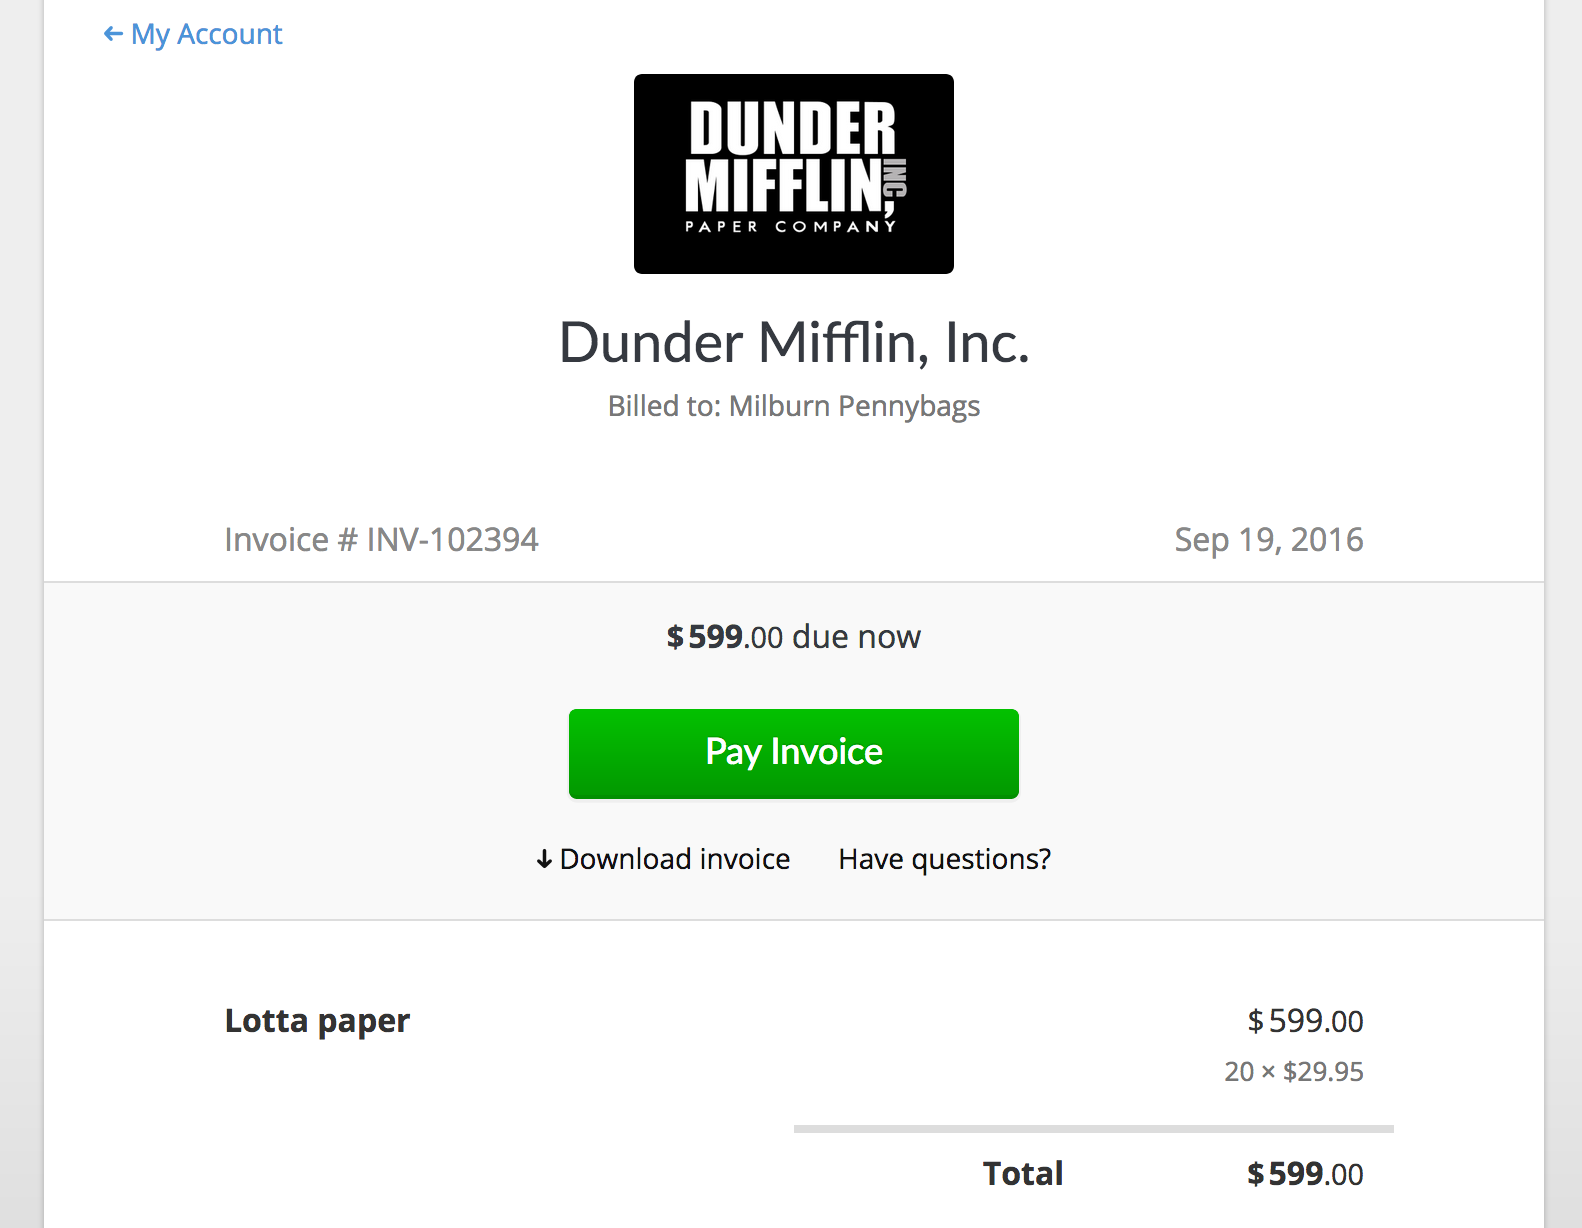 ← My Account
DUNDER
MIFFLIN, INC.
PAPER COMPANY
Dunder Mifflin, Inc.
Billed to: Milburn Pennybags
Invoice # INV-102394 Sep 19, 2016
$599.00 due now
Pay Invoice
↓ Download invoice Have questions?
Lotta paper $599.00
20 × $29.95
Total $599.00